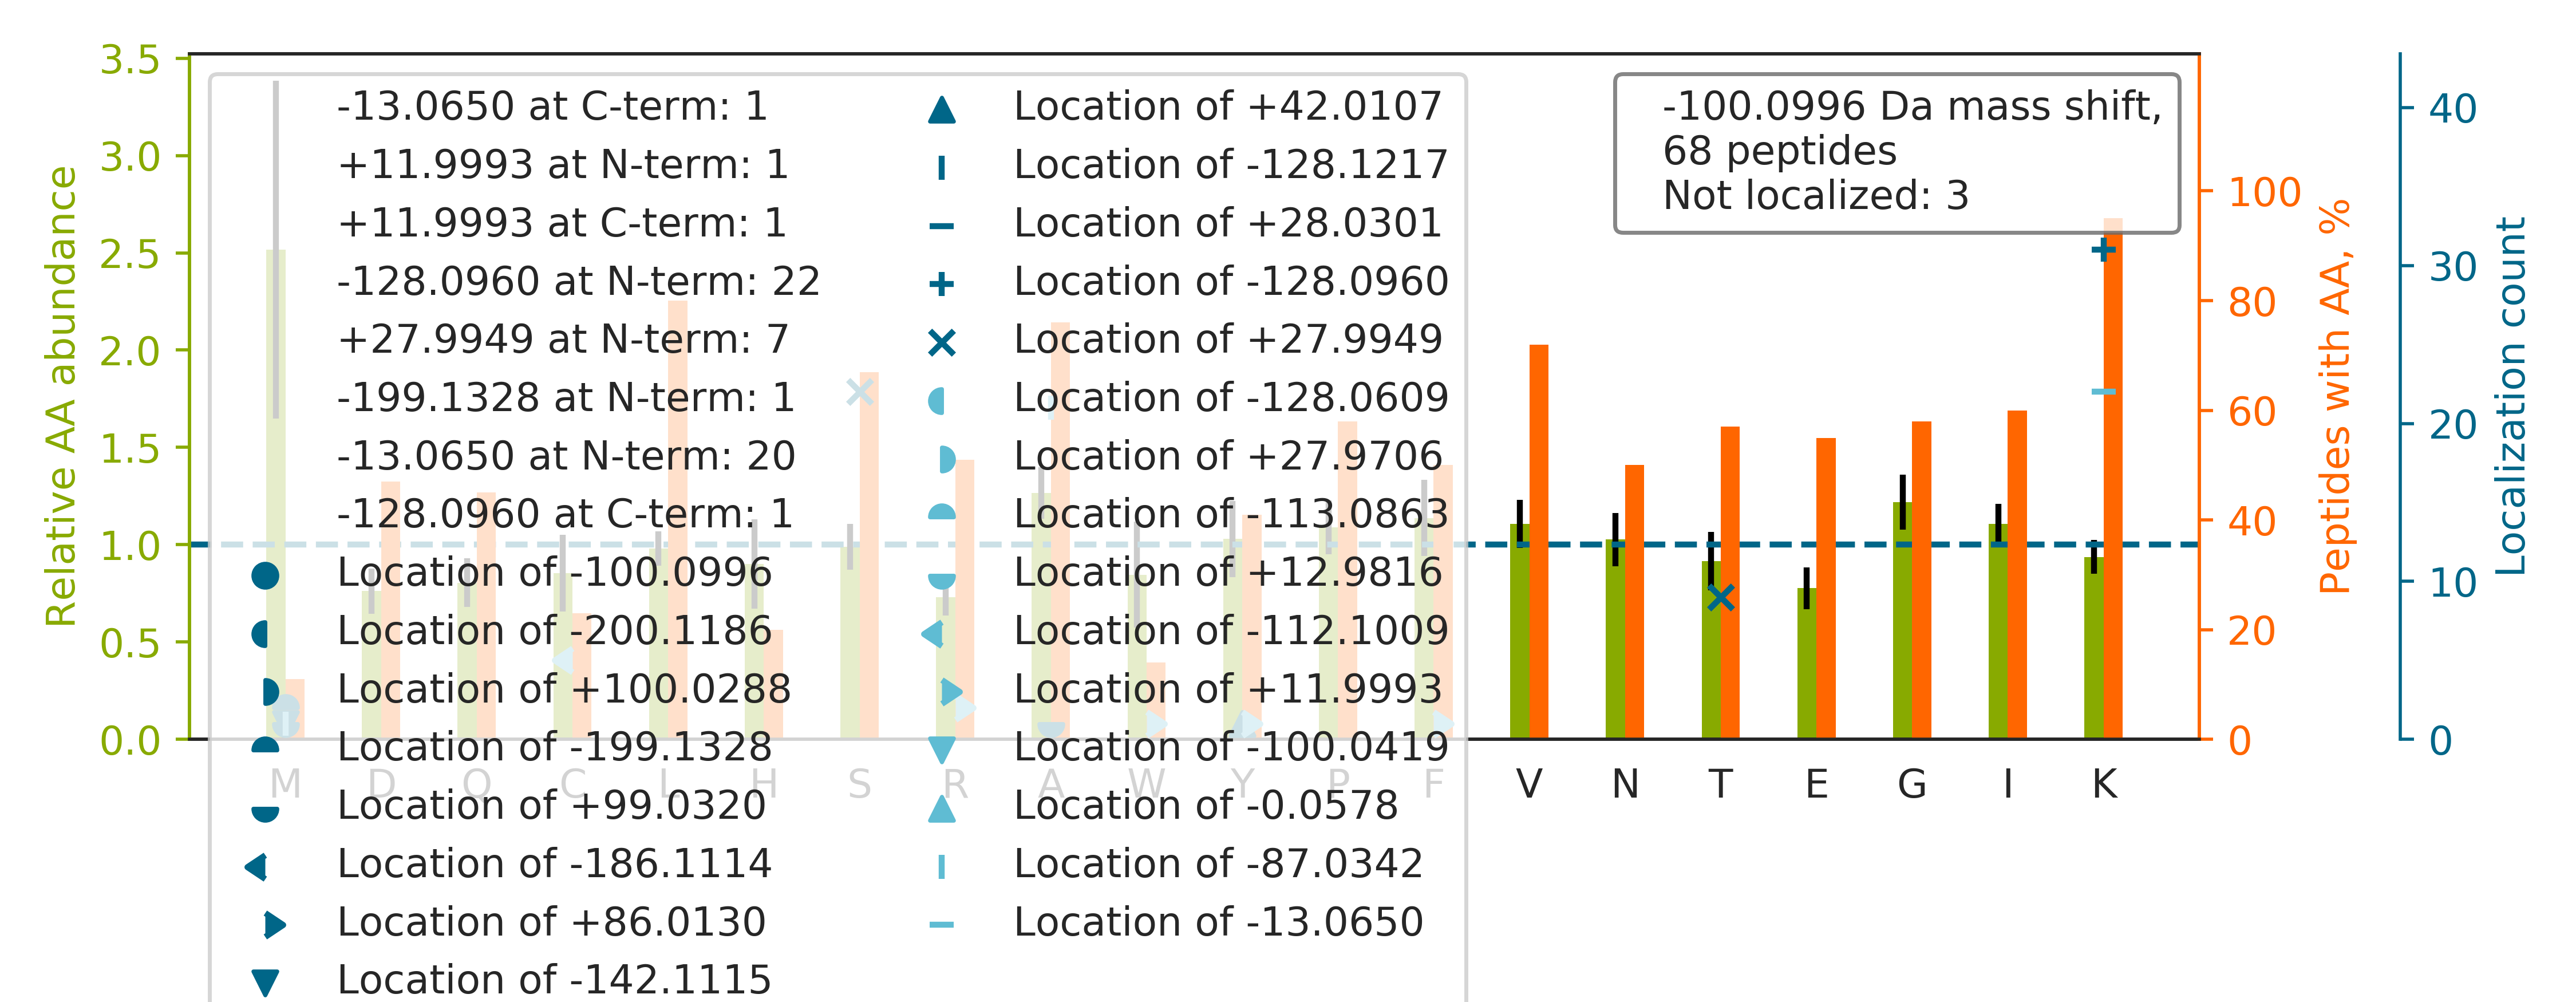 3.5
3.0
2.5
2.0
1.5
1.0
0.5
0.0
Relative AA abundance
-13.0650 at C-term: 1
+11.9993 at N-term: 1
+11.9993 at C-term: 1
-128.0960 at N-term: 22
+27.9949 at N-term: 7
-199.1328 at N-term: 1
-13.0650 at N-term: 20
-128.0960 at C-term: 1
Location of -100.0996
Location of -200.1186
Location of +100.0288
Location of -199.1328
Location of +99.0320
Location of -186.1114
Location of +86.0130
Location of -142.1115
Location of +42.0107
Location of -128.1217
Location of +28.0301
Location of -128.0960
Location of +27.9949
Location of -128.0609
Location of +27.9706
Location of -113.0863
Location of +12.9816
Location of -112.1009
Location of +11.9993
Location of -100.0419
Location of -0.0578
Location of -87.0342
Location of -13.0650
-100.0996 Da mass shift,
68 peptides
Not localized: 3
M D Q C L H S R A W Y P F V N T E G I K
100
80
60
40
20
0
Peptides with AA, %
40
30
20
10
0
Localization count